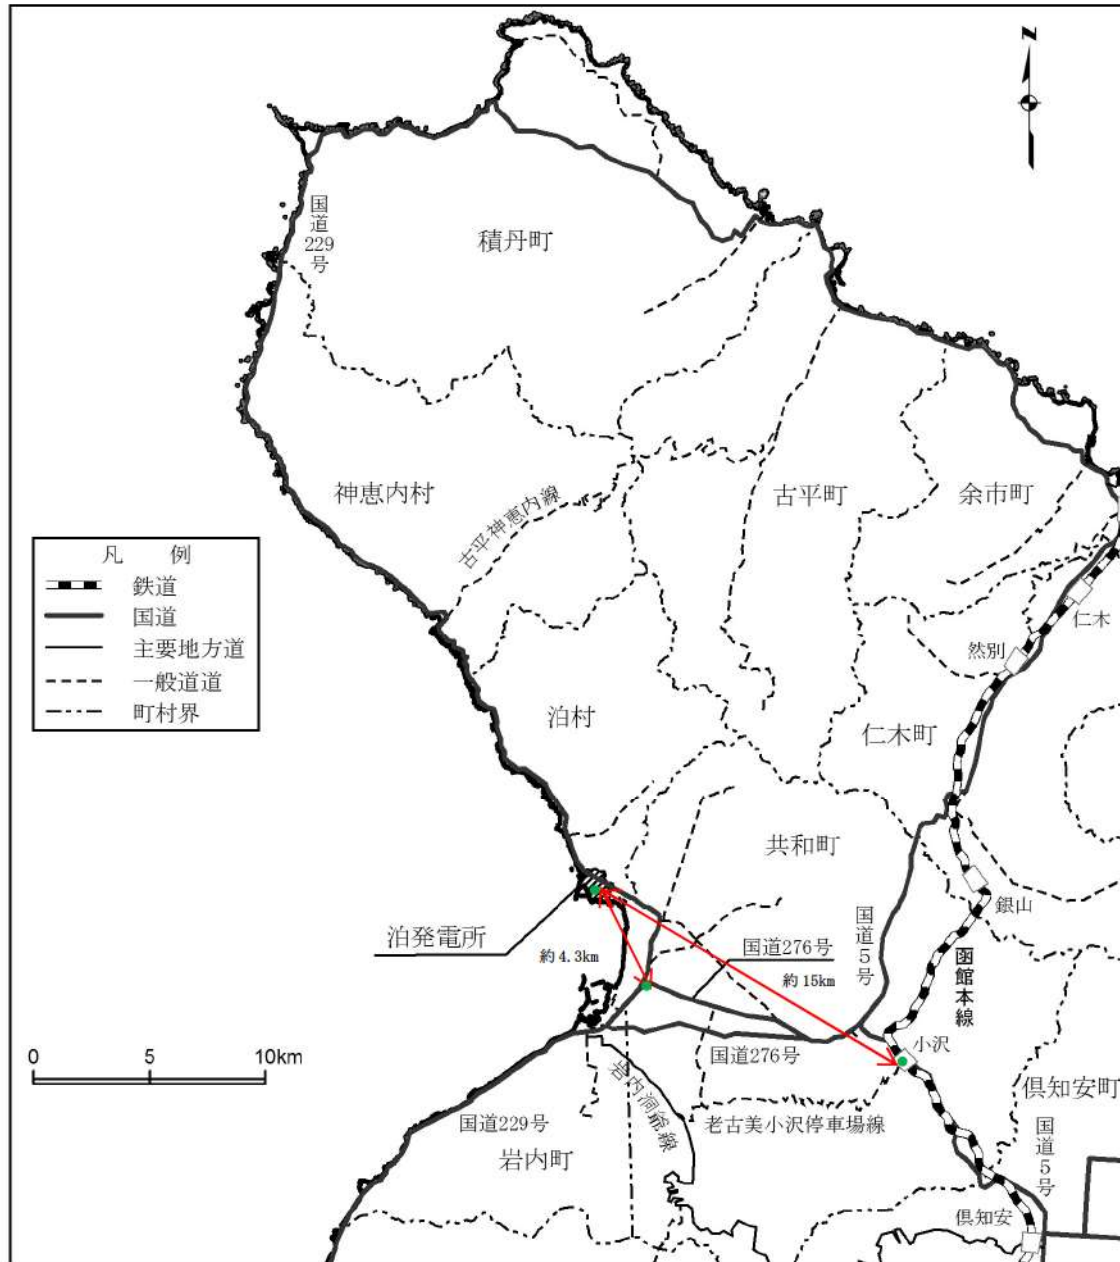 N
国道229号
積丹町
神恵内村
古平神恵内線
古平町
余市町
凡 例
鉄道
国道
主要地方道
一般道道
町村界
仁木
然別
泊村
仁木町
共和町
銀山
国道5号
泊発電所
約4.3km
国道276号
約15km
函館本線
小沢
0 5 10km
国道276号
岩内洞爺線
倶知安町
国道229号
老古美小沢停車場線
国道5号
岩内町
倶知安